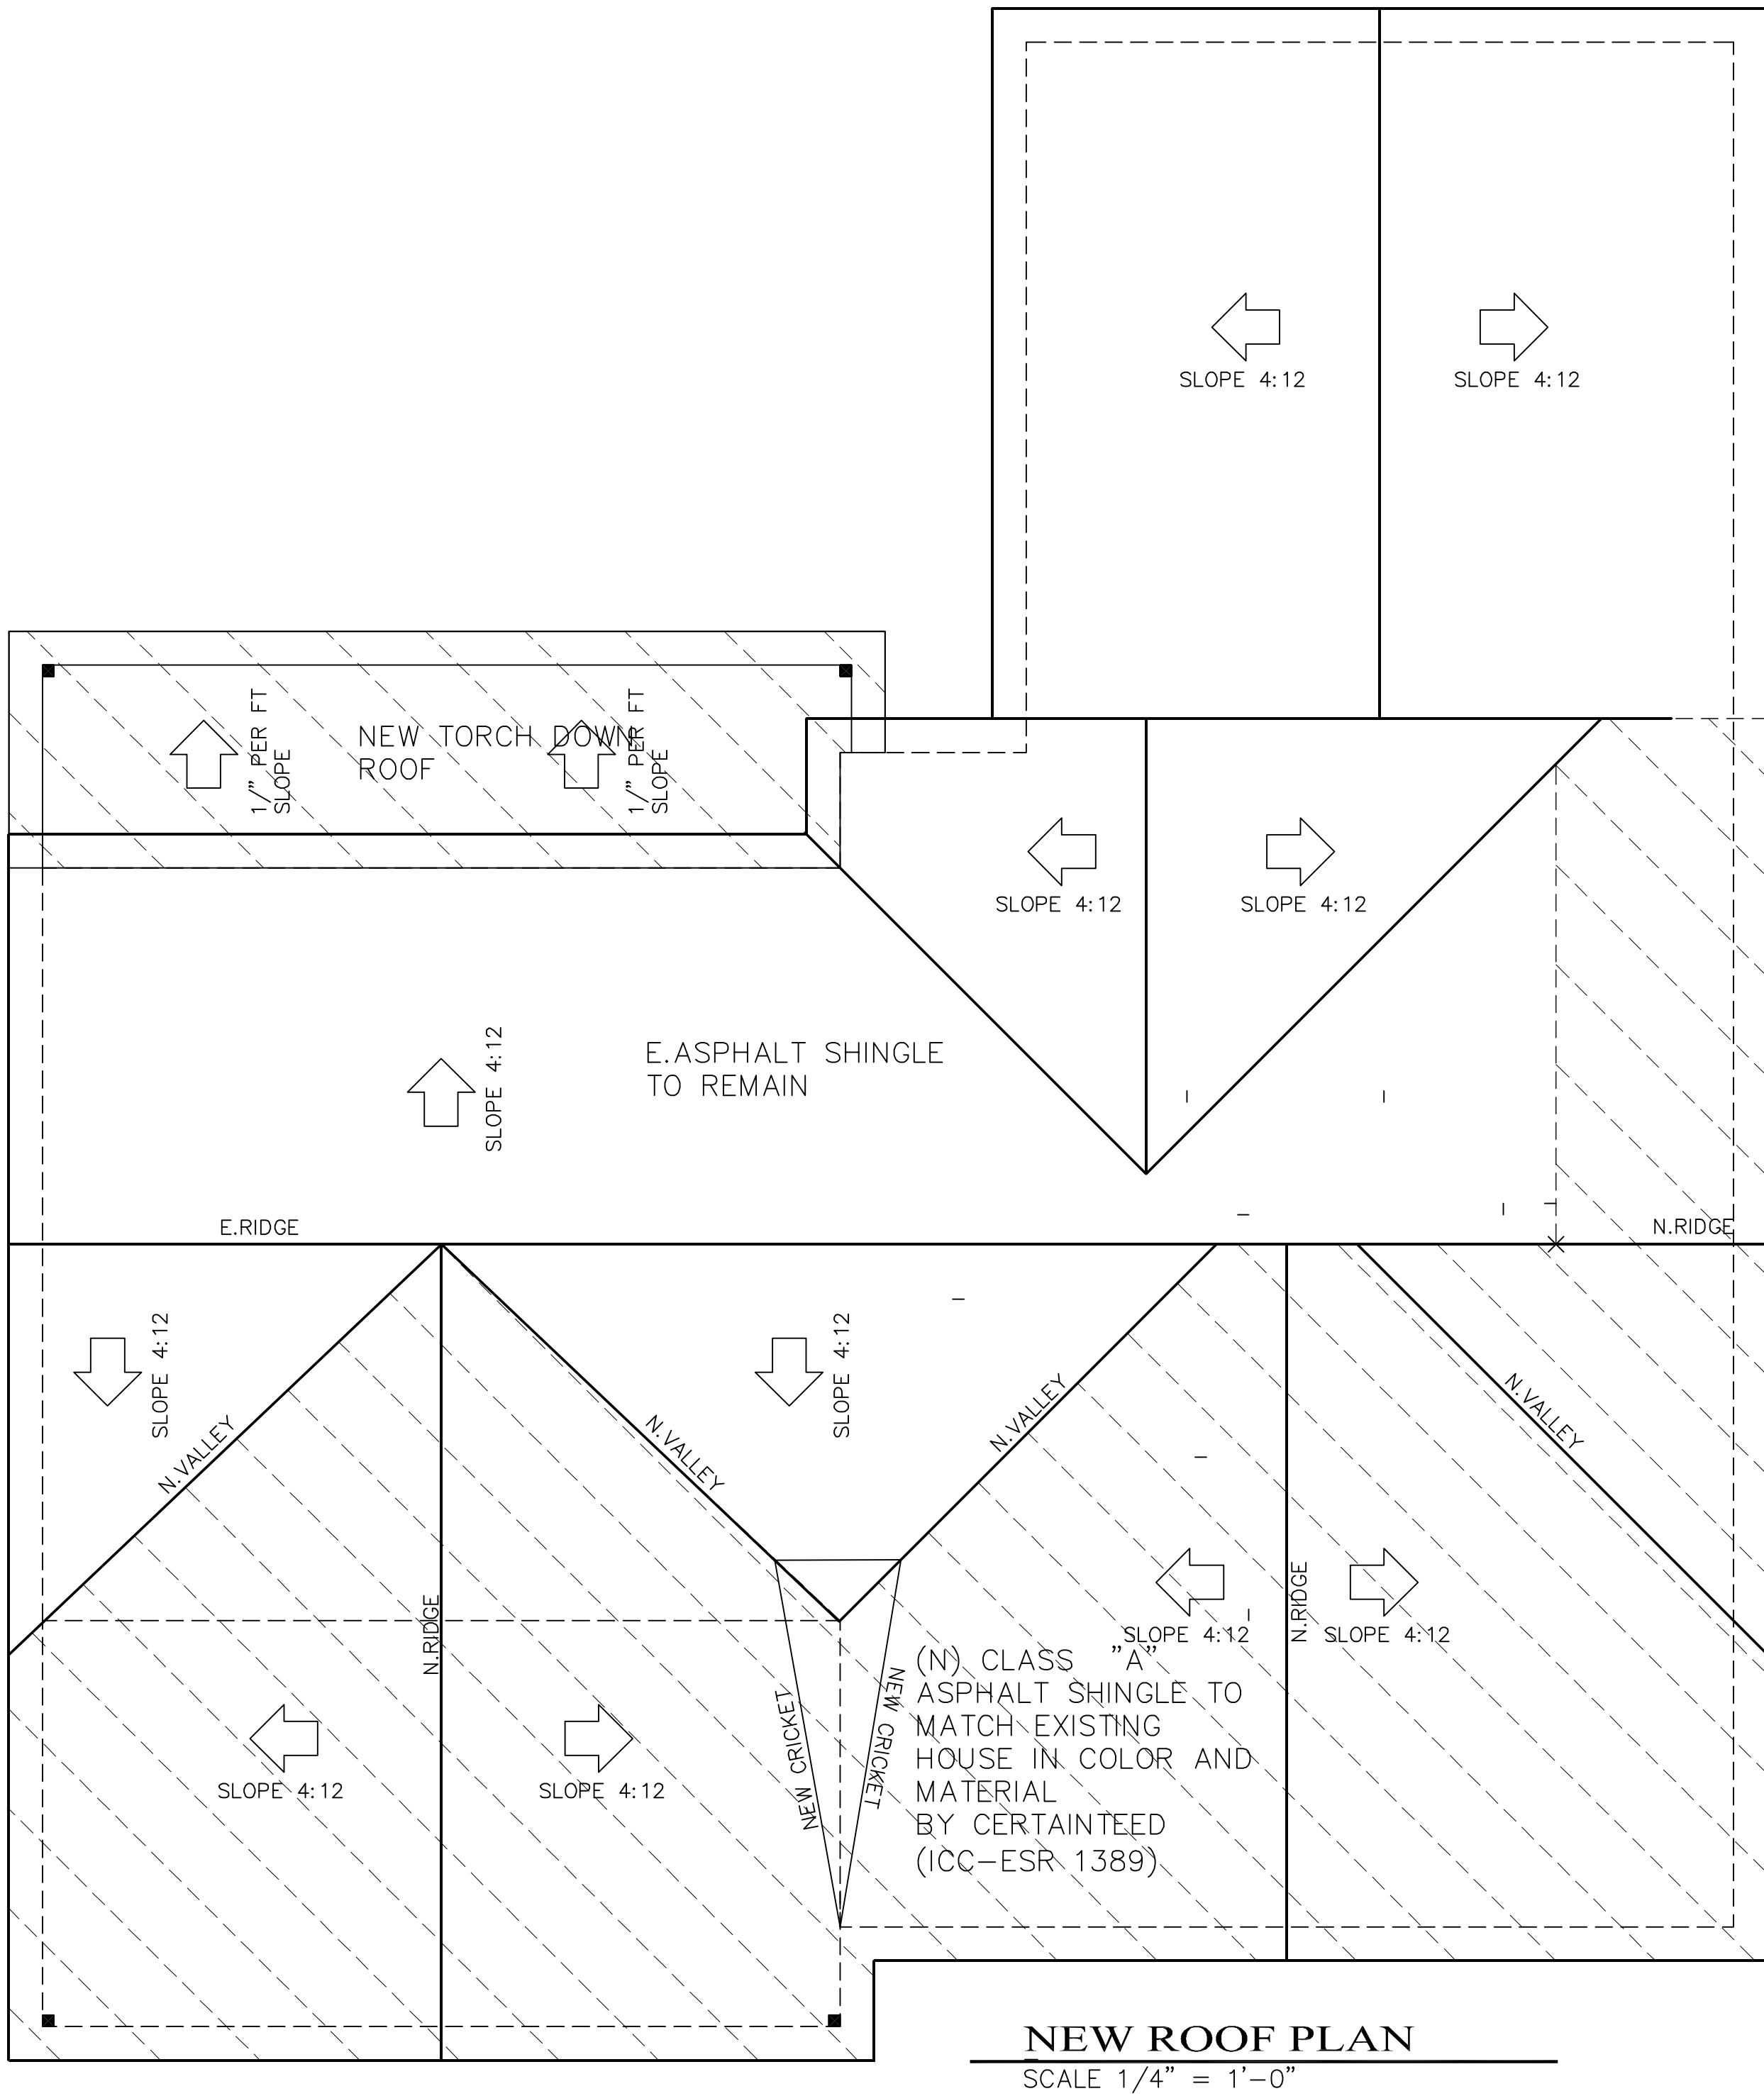 SLOPE 4:12
SLOPE 4:12
1/" PER FT
SLOPE
NEW TORCH DOWN
ROOF
1/" PER FT
SLOPE
SLOPE 4:12
SLOPE 4:12
E.ASPHALT SHINGLE
TO REMAIN
SLOPE 4:12
E.RIDGE
N.RIDGE
SLOPE 4:12
SLOPE 4:12
N.VALLEY
N.VALLEY
N.VALLEY
N.VALLEY
N.RIDGE
N.RIDGE
SLOPE 4:12
SLOPE 4:12
NEW CRICKET
NEW CRICKET
(N) CLASS "A"
ASPHALT SHINGLE TO
MATCH EXISTING
HOUSE IN COLOR AND
MATERIAL
BY CERTAINTEED
(ICC-ESR 1389)
SLOPE 4:12
SLOPE 4:12
NEW ROOF PLAN
SCALE 1/4" = 1'-0"